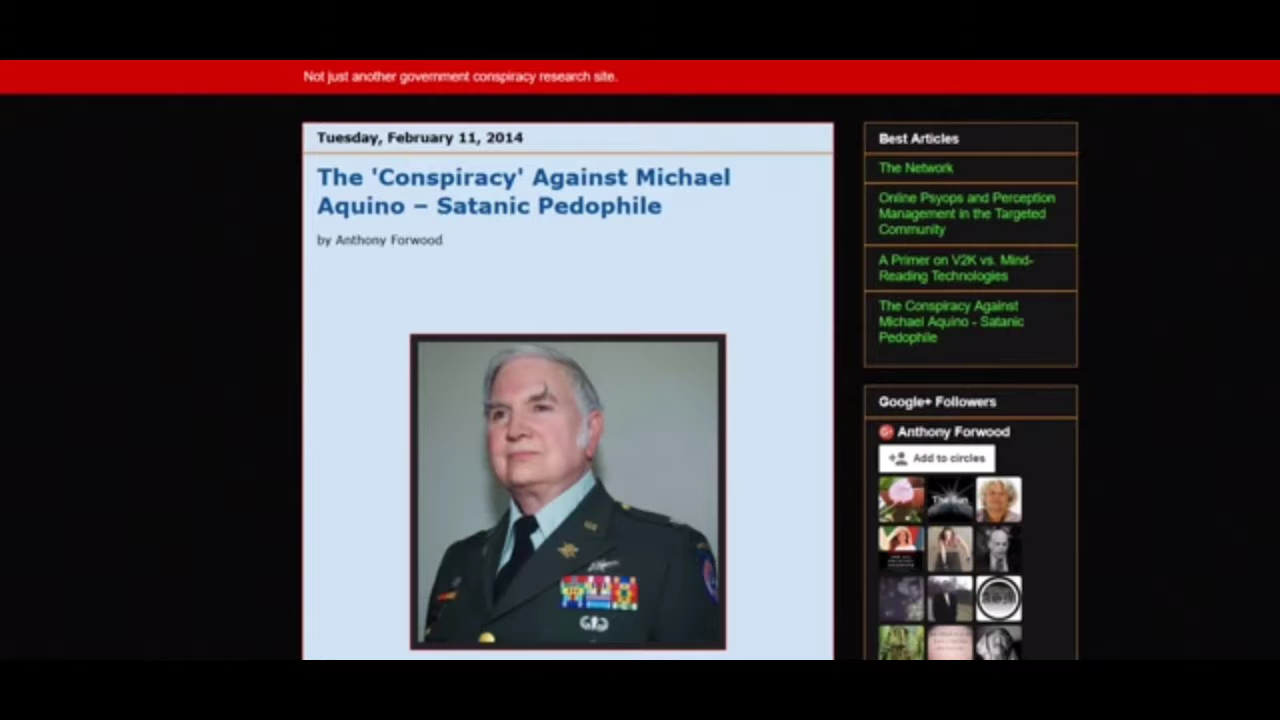 Not just another government conspiracy research site.
Tuesday, February 11, 2014
The 'Conspiracy' Against Michael
Aquino – Satanic Pedophile
by Anthony Forwood
Best Articles
The Network
Online Psyops and Perception
Management in the Targeted
Community
A Primer on V2K vs. Mind-
Reading Technologies
The Conspiracy Against
Michael Aquino - Satanic
Pedophile
Google+ Followers
Anthony Forwood
Add to circles